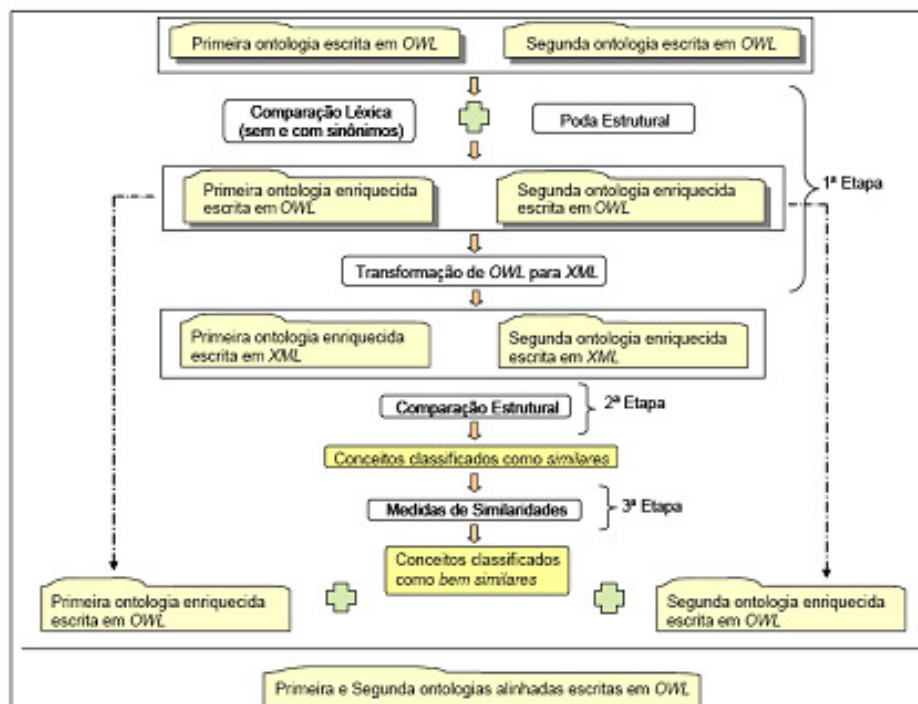 Primeira ontologia escrita em OWL
Segunda ontologia escrita em OWL
Comparação Léxica
(sem e com sinônimos)
Poda Estrutural
Primeira ontologia enriquecida
escrita em OWL
Segunda ontologia enriquecida
escrita em OWL
1ª Etapa
Transformação de OWL para XML
Primeira ontologia enriquecida
escrita em XML
Segunda ontologia enriquecida
escrita em XML
Comparação Estrutural
2ª Etapa
Conceitos classificados como similares
Medidas de Similaridades
3ª Etapa
Conceitos classificados
como bem similares
Primeira ontologia enriquecida
escrita em OWL
Segunda ontologia enriquecida
escrita em OWL
Primeira e Segunda ontologias alinhadas escritas em OWL